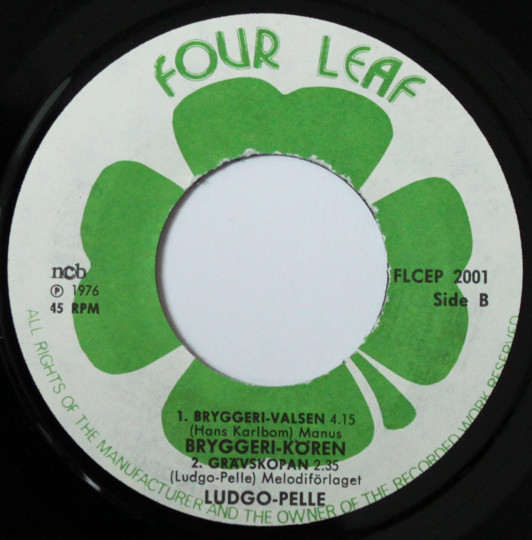 FOUR LEAF
ncb
℗ 1976
45 RPM
FLCEP 2001
Side B
1. BRYGGERI-VALSEN 4.15
(Hans Karlbom) Manus
BRYGGERI-KÖREN
2. GRÄVSKOPAN 2.35
(Ludgo-Pelle) Melodiförlaget
LUDGO-PELLE
ALL RIGHTS OF THE MANUFACTURER AND THE OWNER OF THE RECORDED WORK RESERVED